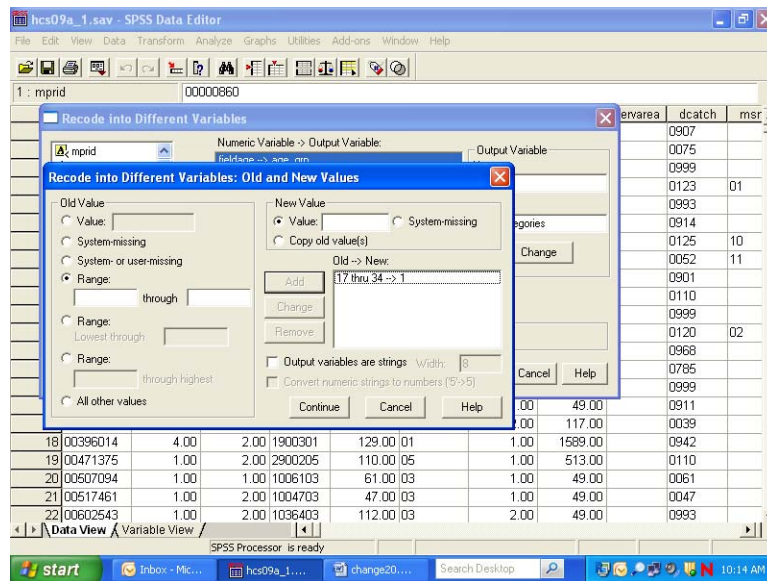 hcs09a_1.sav - SPSS Data Editor
File Edit View Data Transform Analyze Graphs Utilities Add-ons Window Help
1 : mprid 00000860
ervarea dcatch msr
Recode into Different Variables
mprid
Numeric Variable -> Output Variable:
fieldage --> age_grp
Output Variable
egories
Change
Cancel Help
Recode into Different Variables: Old and New Values
Old Value
Value:
System-missing
System- or user-missing
Range:
through
Range:
Lowest through
Range:
through highest
All other values
New Value
Value: System-missing
Copy old value(s)
Old --> New:
17 thru 34 --> 1
Add
Change
Remove
Output variables are strings Width: 8
Convert numeric strings to numbers ('5'->5)
Continue Cancel Help
0907
0075
0999
0123 01
0993
0914
0125 10
0052 11
0901
0110
0999
0120 02
0968
0785
0999
.00 49.00 0911
.00 117.00 0039
18 00396014 4.00 2.00 1900301 129.00 01 1.00 1589.00 0942
19 00471375 1.00 2.00 2900205 110.00 05 1.00 513.00 0110
20 00507094 1.00 1.00 1006103 61.00 03 1.00 49.00 0061
21 00517461 1.00 2.00 1004703 47.00 03 1.00 49.00 0047
22 00602543 1.00 2.00 1036403 112.00 03 2.00 49.00 0993
Data View Variable View
SPSS Processor is ready
start Inbox - Mic... hcs09a_1.... change20.... Search Desktop 10:14 AM